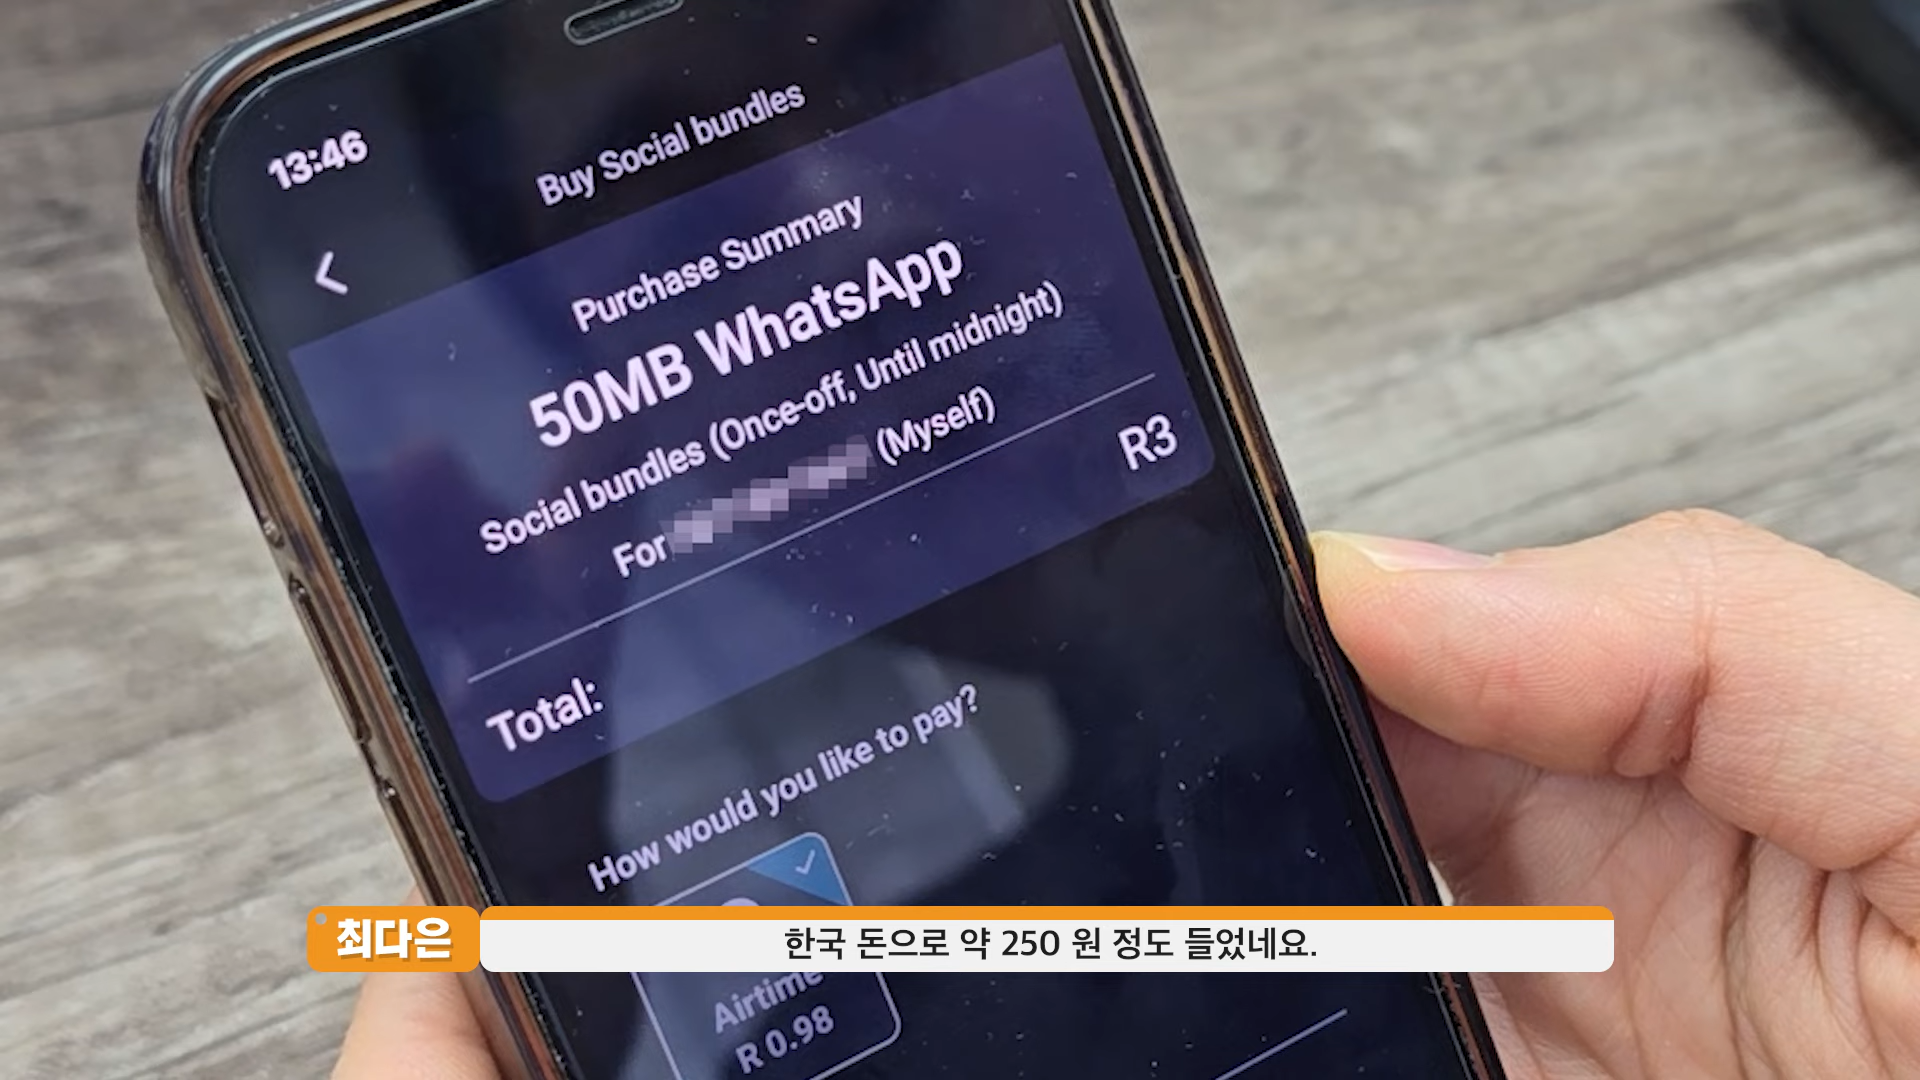 13:46
Buy Social bundles
Purchase Summary
50MB WhatsApp
Social bundles (Once-off, Until midnight)
For (Myself)
Total: R3
How would you like to pay?
Airtime
R 0.98
최다은
한국 돈으로 약 250 원 정도 들었네요.